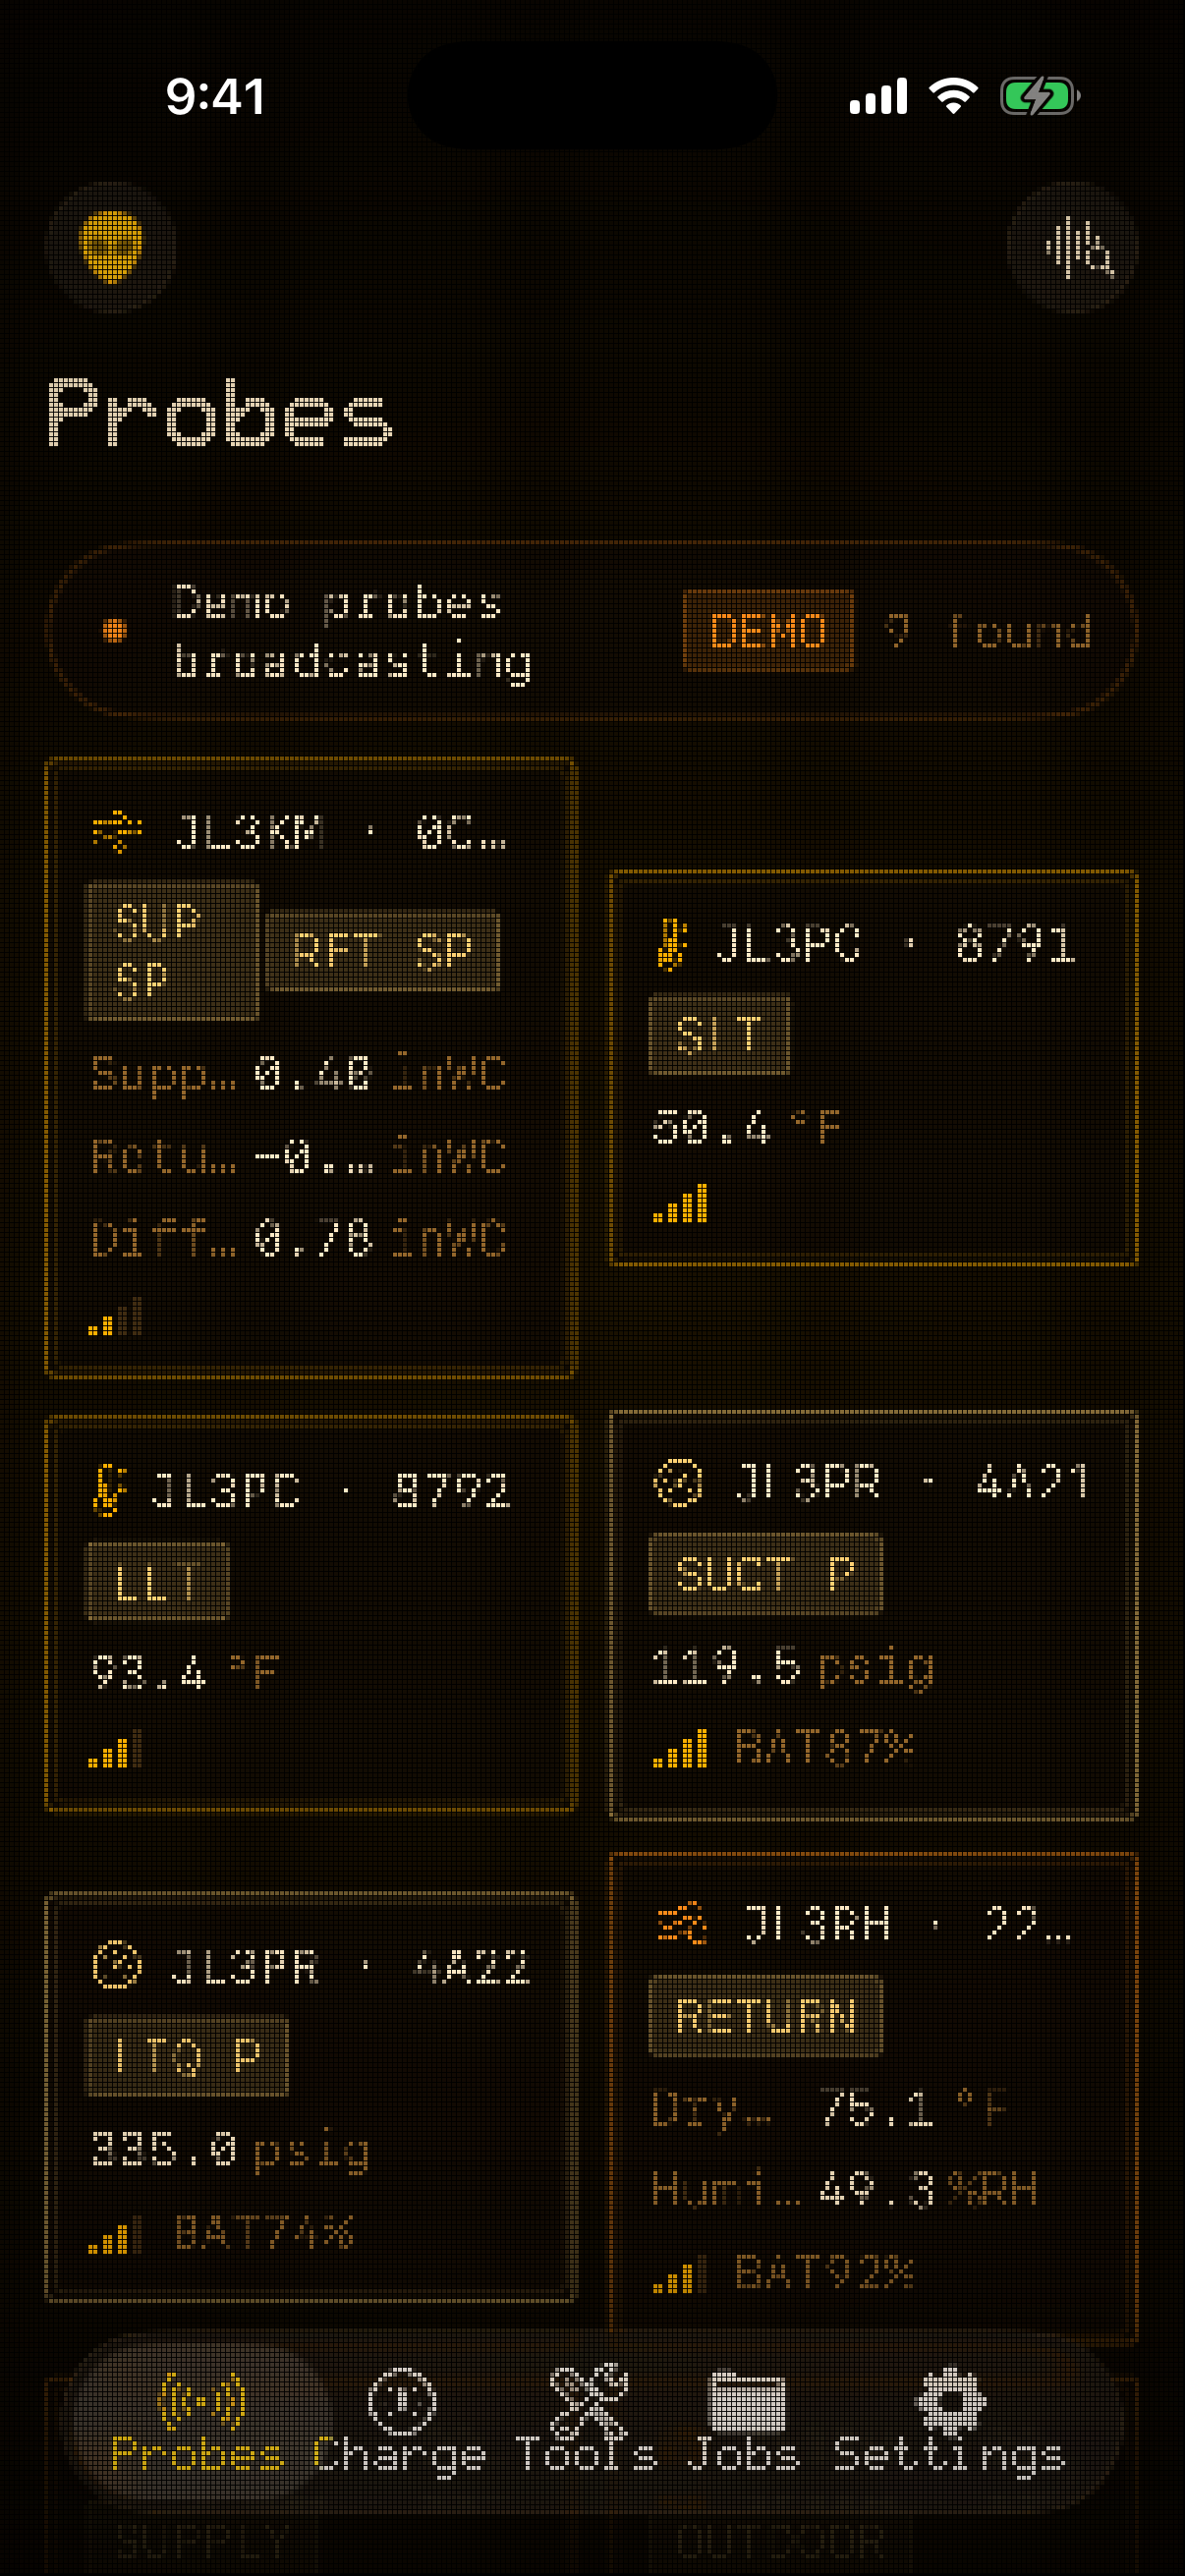 9:41
Probes
Demo probes
broadcasting
DEMO
9 found
JL3KM · 0C…
SUP
SP
RET SP
Supp… 0.48 inWC
Retu… -0.… inWC
Diff… 0.78 inWC
JL3PC · 8791
SLT
50.4 °F
JL3PC · 8792
LLT
93.4 °F
JL3PR · 4A21
SUCT P
119.5 psig
BAT87%
JL3PR · 4A22
LIQ P
335.0 psig
BAT74%
JL3RH · 22…
RETURN
Dry… 75.1 °F
Humi… 49.3 %RH
BAT92%
Probes
Charge
Tools
Jobs
Settings
SUPPLY
OUTDOOR